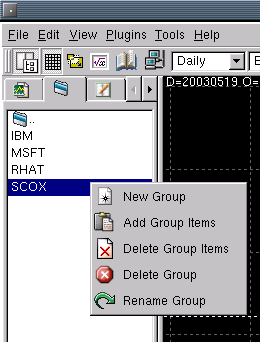 File Edit View Plugins Tools Help
Daily
D=20030519 O=
..
IBM
MSFT
RHAT
SCOX
New Group
Add Group Items
Delete Group Items
Delete Group
Rename Group